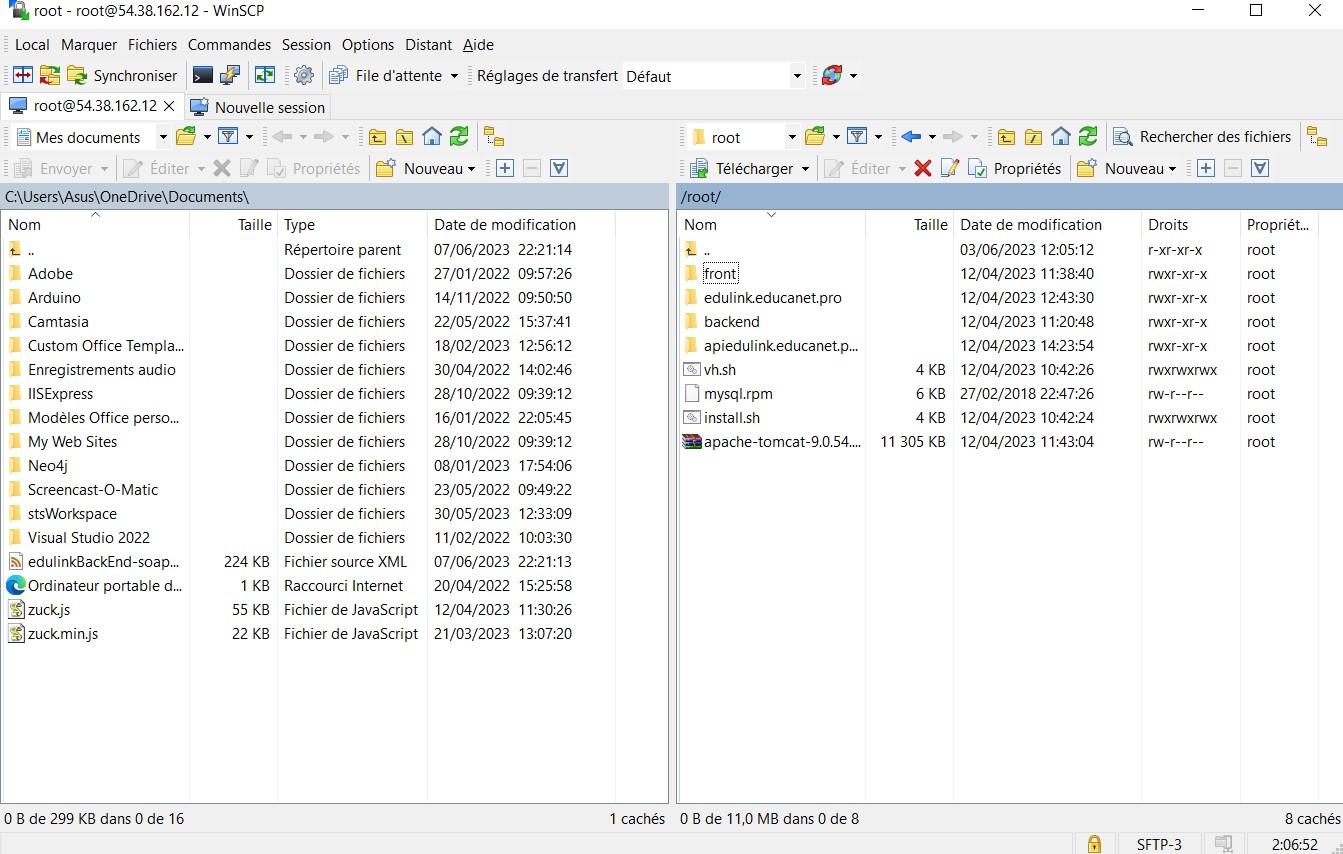 root - root@54.38.162.12 - WinSCP
Local Marquer Fichiers Commandes Session Options Distant Aide
Synchroniser File d'attente Réglages de transfert Défaut
root@54.38.162.12 Nouvelle session
Mes documents
Envoyer Éditer Propriétés Nouveau
C:\Users\Asus\OneDrive\Documents\
Nom Taille Type Date de modification
.. Répertoire parent 07/06/2023 22:21:14
Adobe Dossier de fichiers 27/01/2022 09:57:26
Arduino Dossier de fichiers 14/11/2022 09:50:50
Camtasia Dossier de fichiers 22/05/2022 15:37:41
Custom Office Templa... Dossier de fichiers 18/02/2023 12:56:12
Enregistrements audio Dossier de fichiers 30/04/2022 14:02:46
IISExpress Dossier de fichiers 28/10/2022 09:39:12
Modèles Office perso... Dossier de fichiers 16/01/2022 22:05:45
My Web Sites Dossier de fichiers 28/10/2022 09:39:12
Neo4j Dossier de fichiers 08/01/2023 17:54:06
Screencast-O-Matic Dossier de fichiers 23/05/2022 09:49:22
stsWorkspace Dossier de fichiers 30/05/2023 12:33:09
Visual Studio 2022 Dossier de fichiers 11/02/2022 10:03:30
edulinkBackEnd-soap... 224 KB Fichier source XML 07/06/2023 22:21:13
Ordinateur portable d... 1 KB Raccourci Internet 20/04/2022 15:25:58
zuck.js 55 KB Fichier de JavaScript 12/04/2023 11:30:26
zuck.min.js 22 KB Fichier de JavaScript 21/03/2023 13:07:20
0 B de 299 KB dans 0 de 16 1 cachés
root Rechercher des fichiers
Télécharger Éditer Propriétés Nouveau
/root/
Nom Taille Date de modification Droits Propriét...
.. 03/06/2023 12:05:12 r-xr-xr-x root
front 12/04/2023 11:38:40 rwxr-xr-x root
edulink.educanet.pro 12/04/2023 12:43:30 rwxr-xr-x root
backend 12/04/2023 11:20:48 rwxr-xr-x root
apiedulink.educanet.p... 12/04/2023 14:23:54 rwxr-xr-x root
vh.sh 4 KB 12/04/2023 10:42:26 rwxrwxrwx root
mysql.rpm 6 KB 27/02/2018 22:47:26 rw-r--r-- root
install.sh 4 KB 12/04/2023 10:42:24 rwxrwxrwx root
apache-tomcat-9.0.54.... 11 305 KB 12/04/2023 11:43:04 rw-r--r-- root
0 B de 11,0 MB dans 0 de 8 8 cachés
SFTP-3 2:06:52